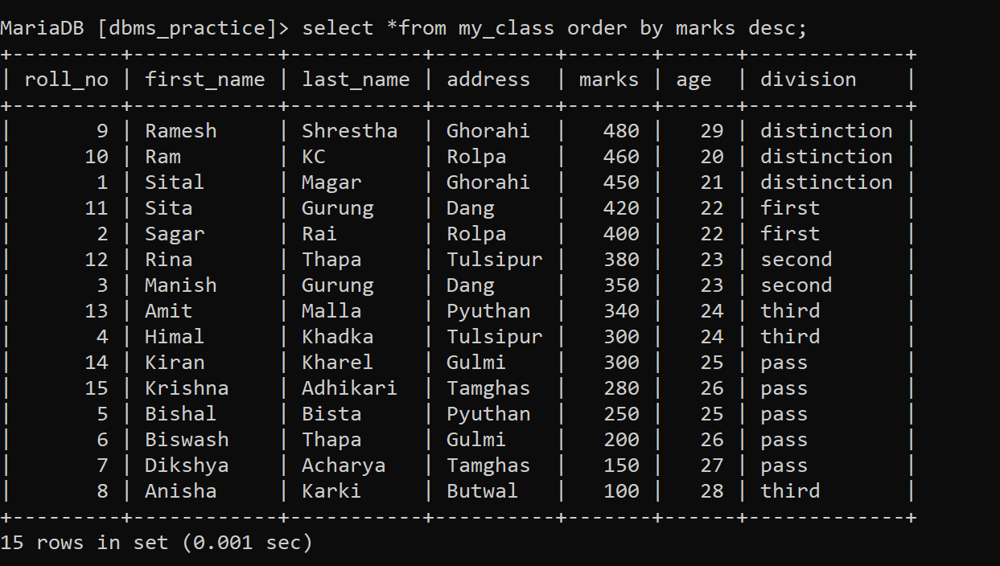 MariaDB [dbms_practice]> select *from my_class order by marks desc;
+---------+------------+-----------+----------+-------+------+-------------+
| roll_no | first_name | last_name | address  | marks | age  | division    |
+---------+------------+-----------+----------+-------+------+-------------+
|       9 | Ramesh     | Shrestha  | Ghorahi  |   480 |   29 | distinction |
|      10 | Ram        | KC        | Rolpa    |   460 |   20 | distinction |
|       1 | Sital      | Magar     | Ghorahi  |   450 |   21 | distinction |
|      11 | Sita       | Gurung    | Dang     |   420 |   22 | first       |
|       2 | Sagar      | Rai       | Rolpa    |   400 |   22 | first       |
|      12 | Rina       | Thapa     | Tulsipur |   380 |   23 | second      |
|       3 | Manish     | Gurung    | Dang     |   350 |   23 | second      |
|      13 | Amit       | Malla     | Pyuthan  |   340 |   24 | third       |
|       4 | Himal      | Khadka    | Tulsipur |   300 |   24 | third       |
|      14 | Kiran      | Kharel    | Gulmi    |   300 |   25 | pass        |
|      15 | Krishna    | Adhikari  | Tamghas  |   280 |   26 | pass        |
|       5 | Bishal     | Bista     | Pyuthan  |   250 |   25 | pass        |
|       6 | Biswash    | Thapa     | Gulmi    |   200 |   26 | pass        |
|       7 | Dikshya    | Acharya   | Tamghas  |   150 |   27 | pass        |
|       8 | Anisha     | Karki     | Butwal   |   100 |   28 | third       |
+---------+------------+-----------+----------+-------+------+-------------+
15 rows in set (0.001 sec)